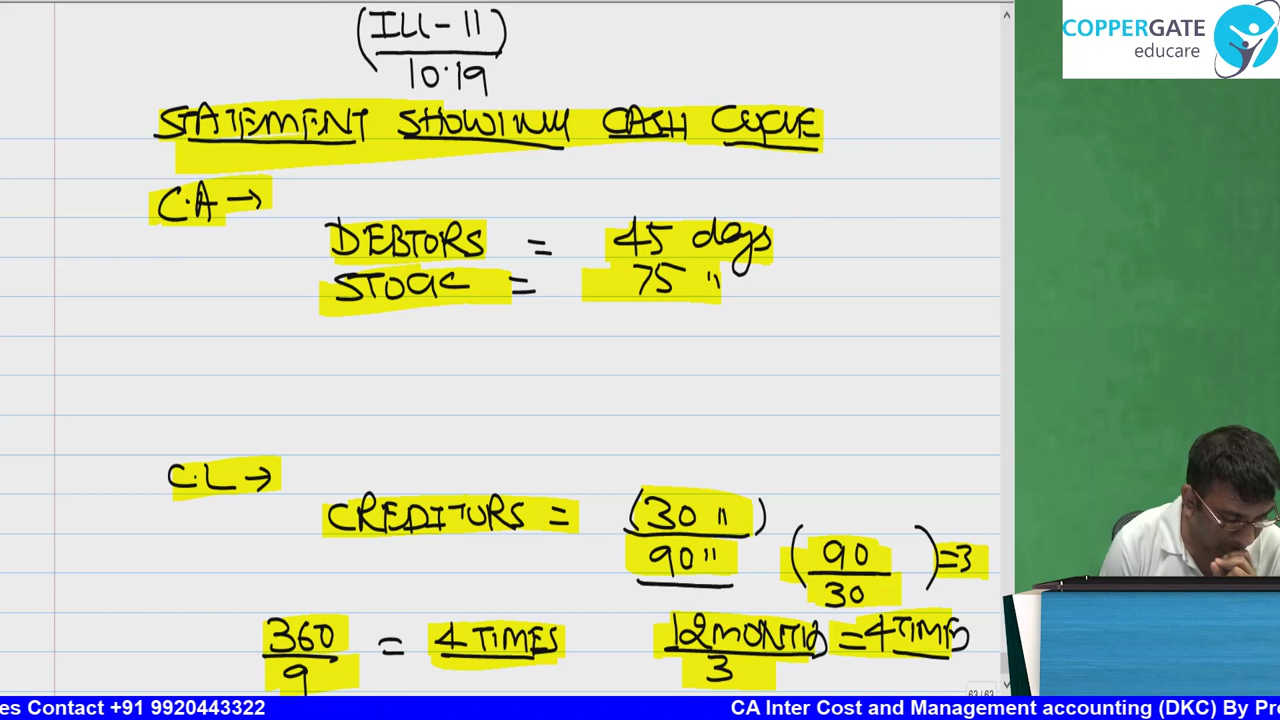 COPPERGATE
educare
(ILL-11)
10.19
STATEMENT SHOWING CASH CYCLE
C.A →
DEBTORS = 45 days
STOCK = 75 "
C.L →
CREDITORS = (30 ")
90 " (90/30) = 3
360/9 = 4 TIMES 12 MONTHS/3 = 4 TIMES
63/63
es Contact +91 9920443322 CA Inter Cost and Management accounting (DKC) By Pr